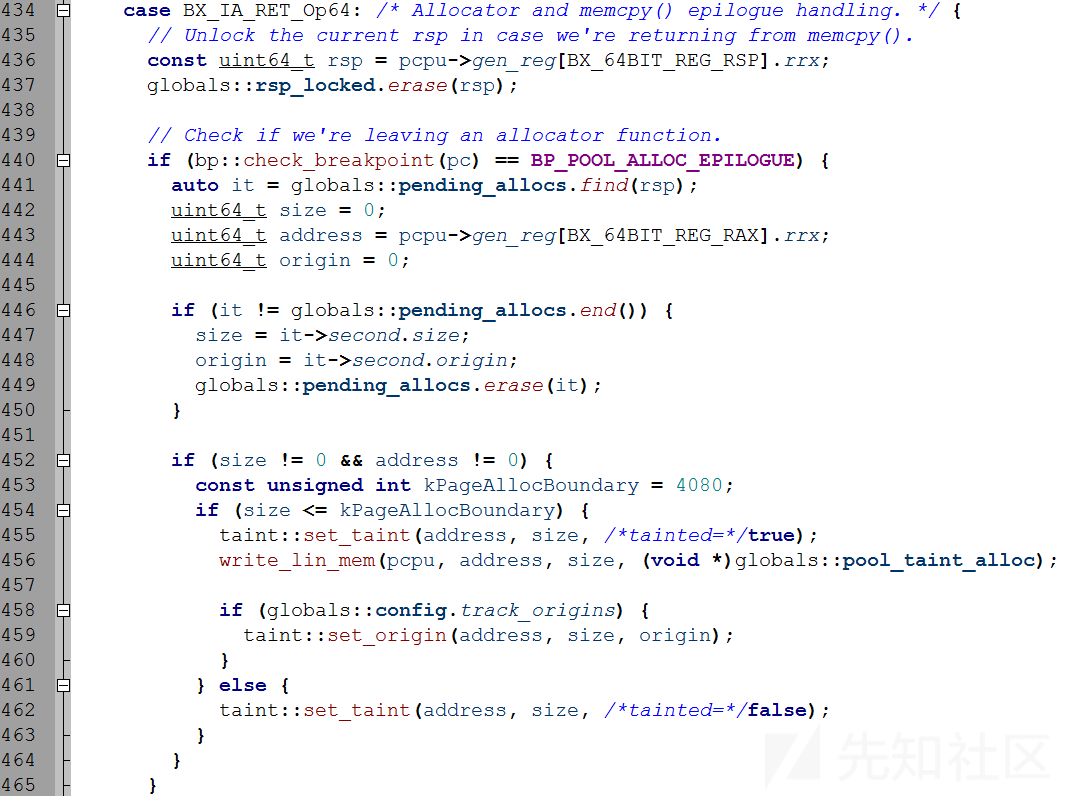 434 case BX_IA_RET_Op64: /* Allocator and memcpy() epilogue handling. */ {
435 // Unlock the current rsp in case we're returning from memcpy().
436 const uint64_t rsp = pcpu->gen_reg[BX_64BIT_REG_RSP].rrx;
437 globals::rsp_locked.erase(rsp);
438
439 // Check if we're leaving an allocator function.
440 if (bp::check_breakpoint(pc) == BP_POOL_ALLOC_EPILOGUE) {
441 auto it = globals::pending_allocs.find(rsp);
442 uint64_t size = 0;
443 uint64_t address = pcpu->gen_reg[BX_64BIT_REG_RAX].rrx;
444 uint64_t origin = 0;
445
446 if (it != globals::pending_allocs.end()) {
447 size = it->second.size;
448 origin = it->second.origin;
449 globals::pending_allocs.erase(it);
450 }
451
452 if (size != 0 && address != 0) {
453 const unsigned int kPageAllocBoundary = 4080;
454 if (size <= kPageAllocBoundary) {
455 taint::set_taint(address, size, /*tainted=*/true);
456 write_lin_mem(pcpu, address, size, (void *)globals::pool_taint_alloc);
457
458 if (globals::config.track_origins) {
459 taint::set_origin(address, size, origin);
460 }
461 } else {
462 taint::set_taint(address, size, /*tainted=*/false);
463 }
464 }
465 }
先知社区